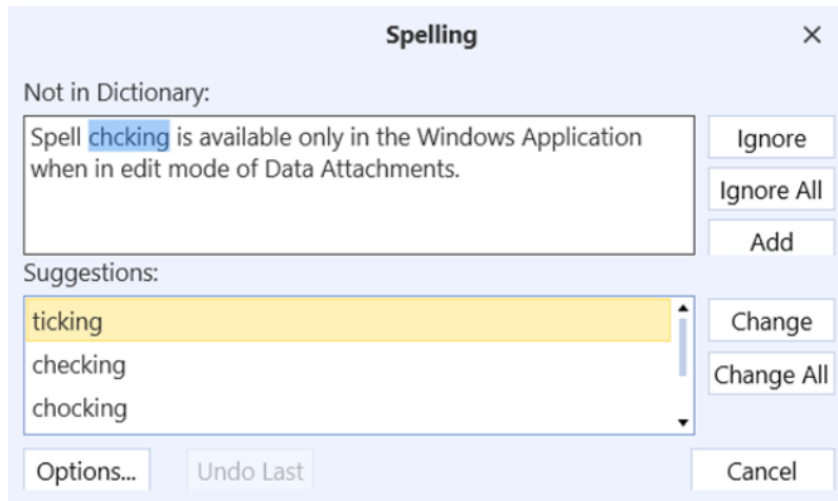 Spelling
Not in Dictionary:
Spell chcking is available only in the Windows Application
when in edit mode of Data Attachments.
Ignore
Ignore All
Add
Suggestions:
ticking
checking
chocking
Change
Change All
Options...
Undo Last
Cancel